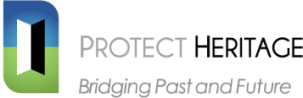 PROTECT HERITAGE
Bridging Past and Future